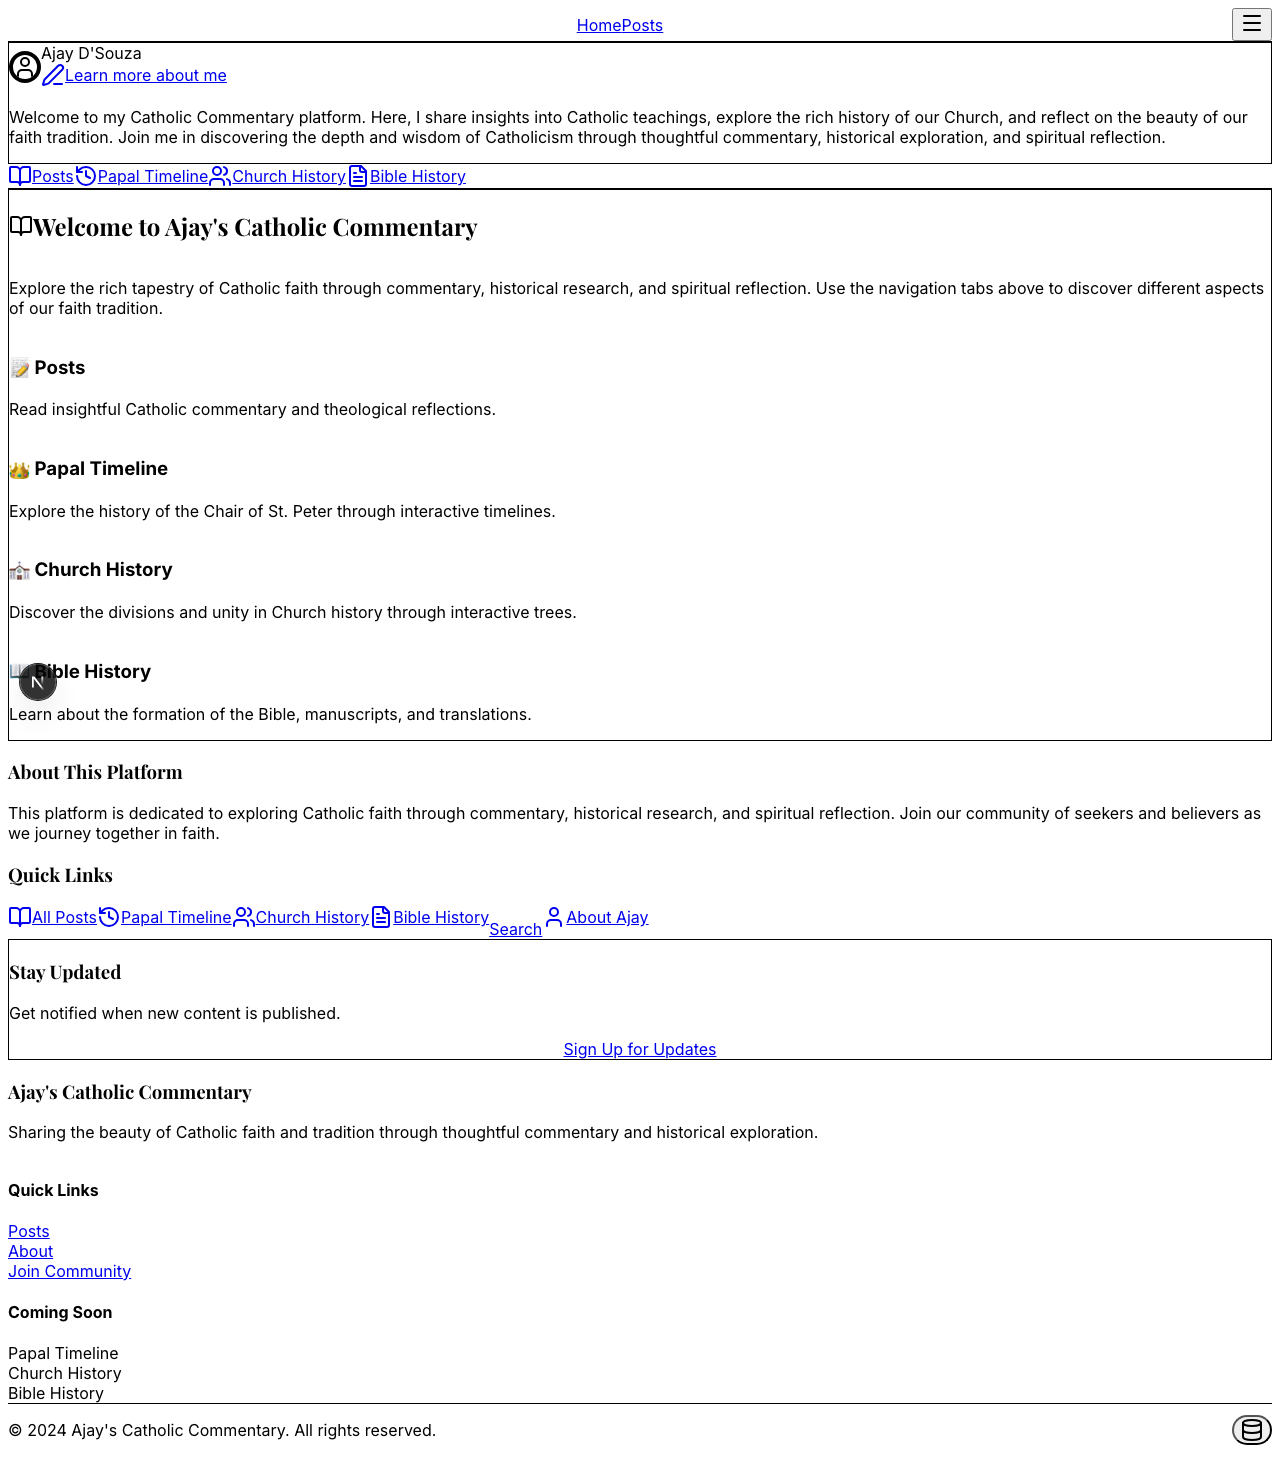 Home Posts
Ajay D'Souza
Learn more about me
Welcome to my Catholic Commentary platform. Here, I share insights into Catholic teachings, explore the rich history of our Church, and reflect on the beauty of our
faith tradition. Join me in discovering the depth and wisdom of Catholicism through thoughtful commentary, historical exploration, and spiritual reflection.
Posts Papal Timeline Church History Bible History
Welcome to Ajay's Catholic Commentary
Explore the rich tapestry of Catholic faith through commentary, historical research, and spiritual reflection. Use the navigation tabs above to discover different aspects
of our faith tradition.
📝 Posts
Read insightful Catholic commentary and theological reflections.
👑 Papal Timeline
Explore the history of the Chair of St. Peter through interactive timelines.
⛪ Church History
Discover the divisions and unity in Church history through interactive trees.
📖 Bible History
N
Learn about the formation of the Bible, manuscripts, and translations.
About This Platform
This platform is dedicated to exploring Catholic faith through commentary, historical research, and spiritual reflection. Join our community of seekers and believers as
we journey together in faith.
Quick Links
All Posts Papal Timeline Church History Bible History Search About Ajay
Stay Updated
Get notified when new content is published.
Sign Up for Updates
Ajay's Catholic Commentary
Sharing the beauty of Catholic faith and tradition through thoughtful commentary and historical exploration.
Quick Links
Posts
About
Join Community
Coming Soon
Papal Timeline
Church History
Bible History
© 2024 Ajay's Catholic Commentary. All rights reserved.